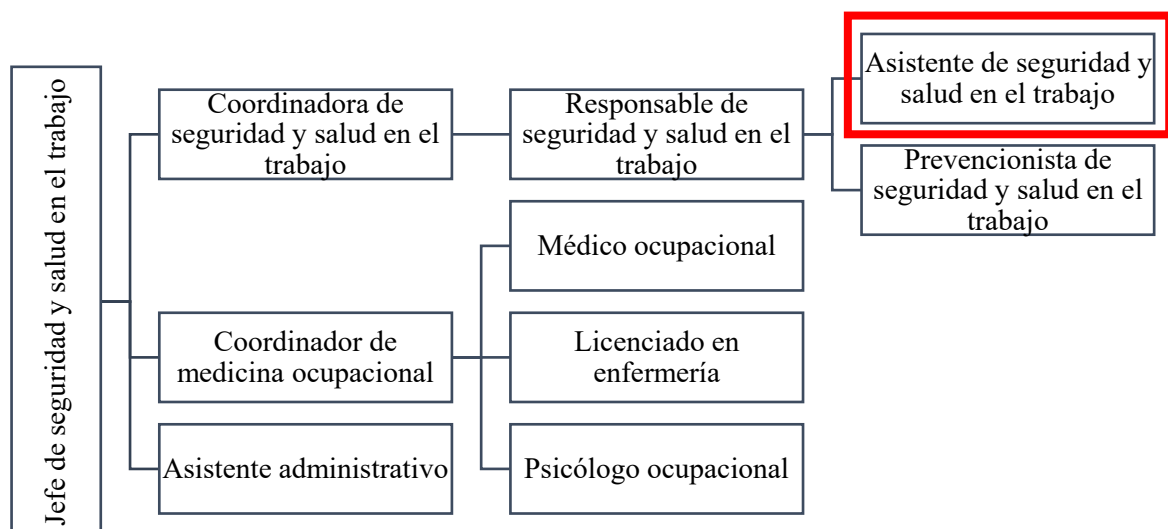 Jefe de seguridad y salud en el trabajo
Coordinadora de
seguridad y salud en el
trabajo
Responsable de
seguridad y salud en el
trabajo
Asistente de seguridad y
salud en el trabajo
Prevencionista de
seguridad y salud en el
trabajo
Coordinador de
medicina ocupacional
Médico ocupacional
Licenciado en
enfermería
Psicólogo ocupacional
Asistente administrativo